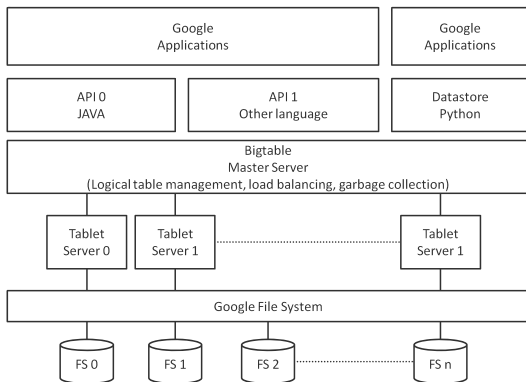 Google
Applications
Google
Applications
API 0
JAVA
API 1
Other language
Datastore
Python
Bigtable
Master Server
(Logical table management, load balancing, garbage collection)
Tablet
Server 0
Tablet
Server 1
Tablet
Server 1
Google File System
FS 0
FS 1
FS 2
FS n